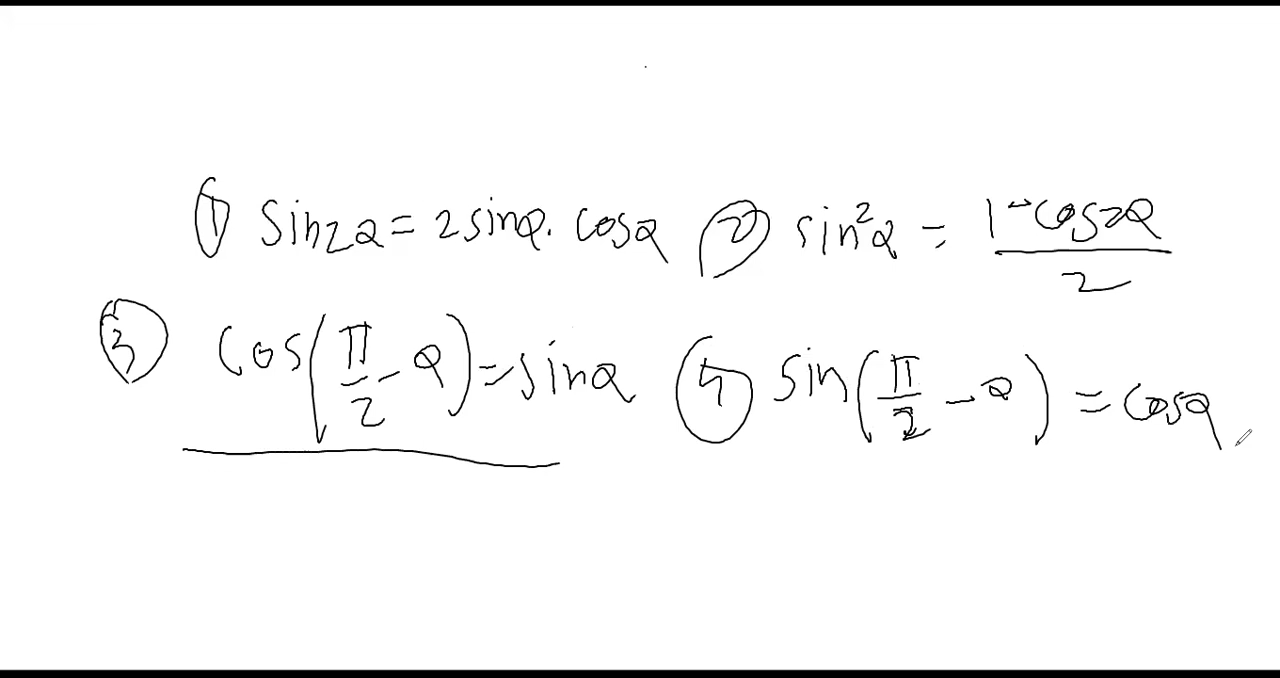 ① sin2α = 2sinα · cosα ② sin²α = (1 - cos2α)/2
③ cos(π/2 - α) = sinα ④ sin(π/2 - α) = cosα